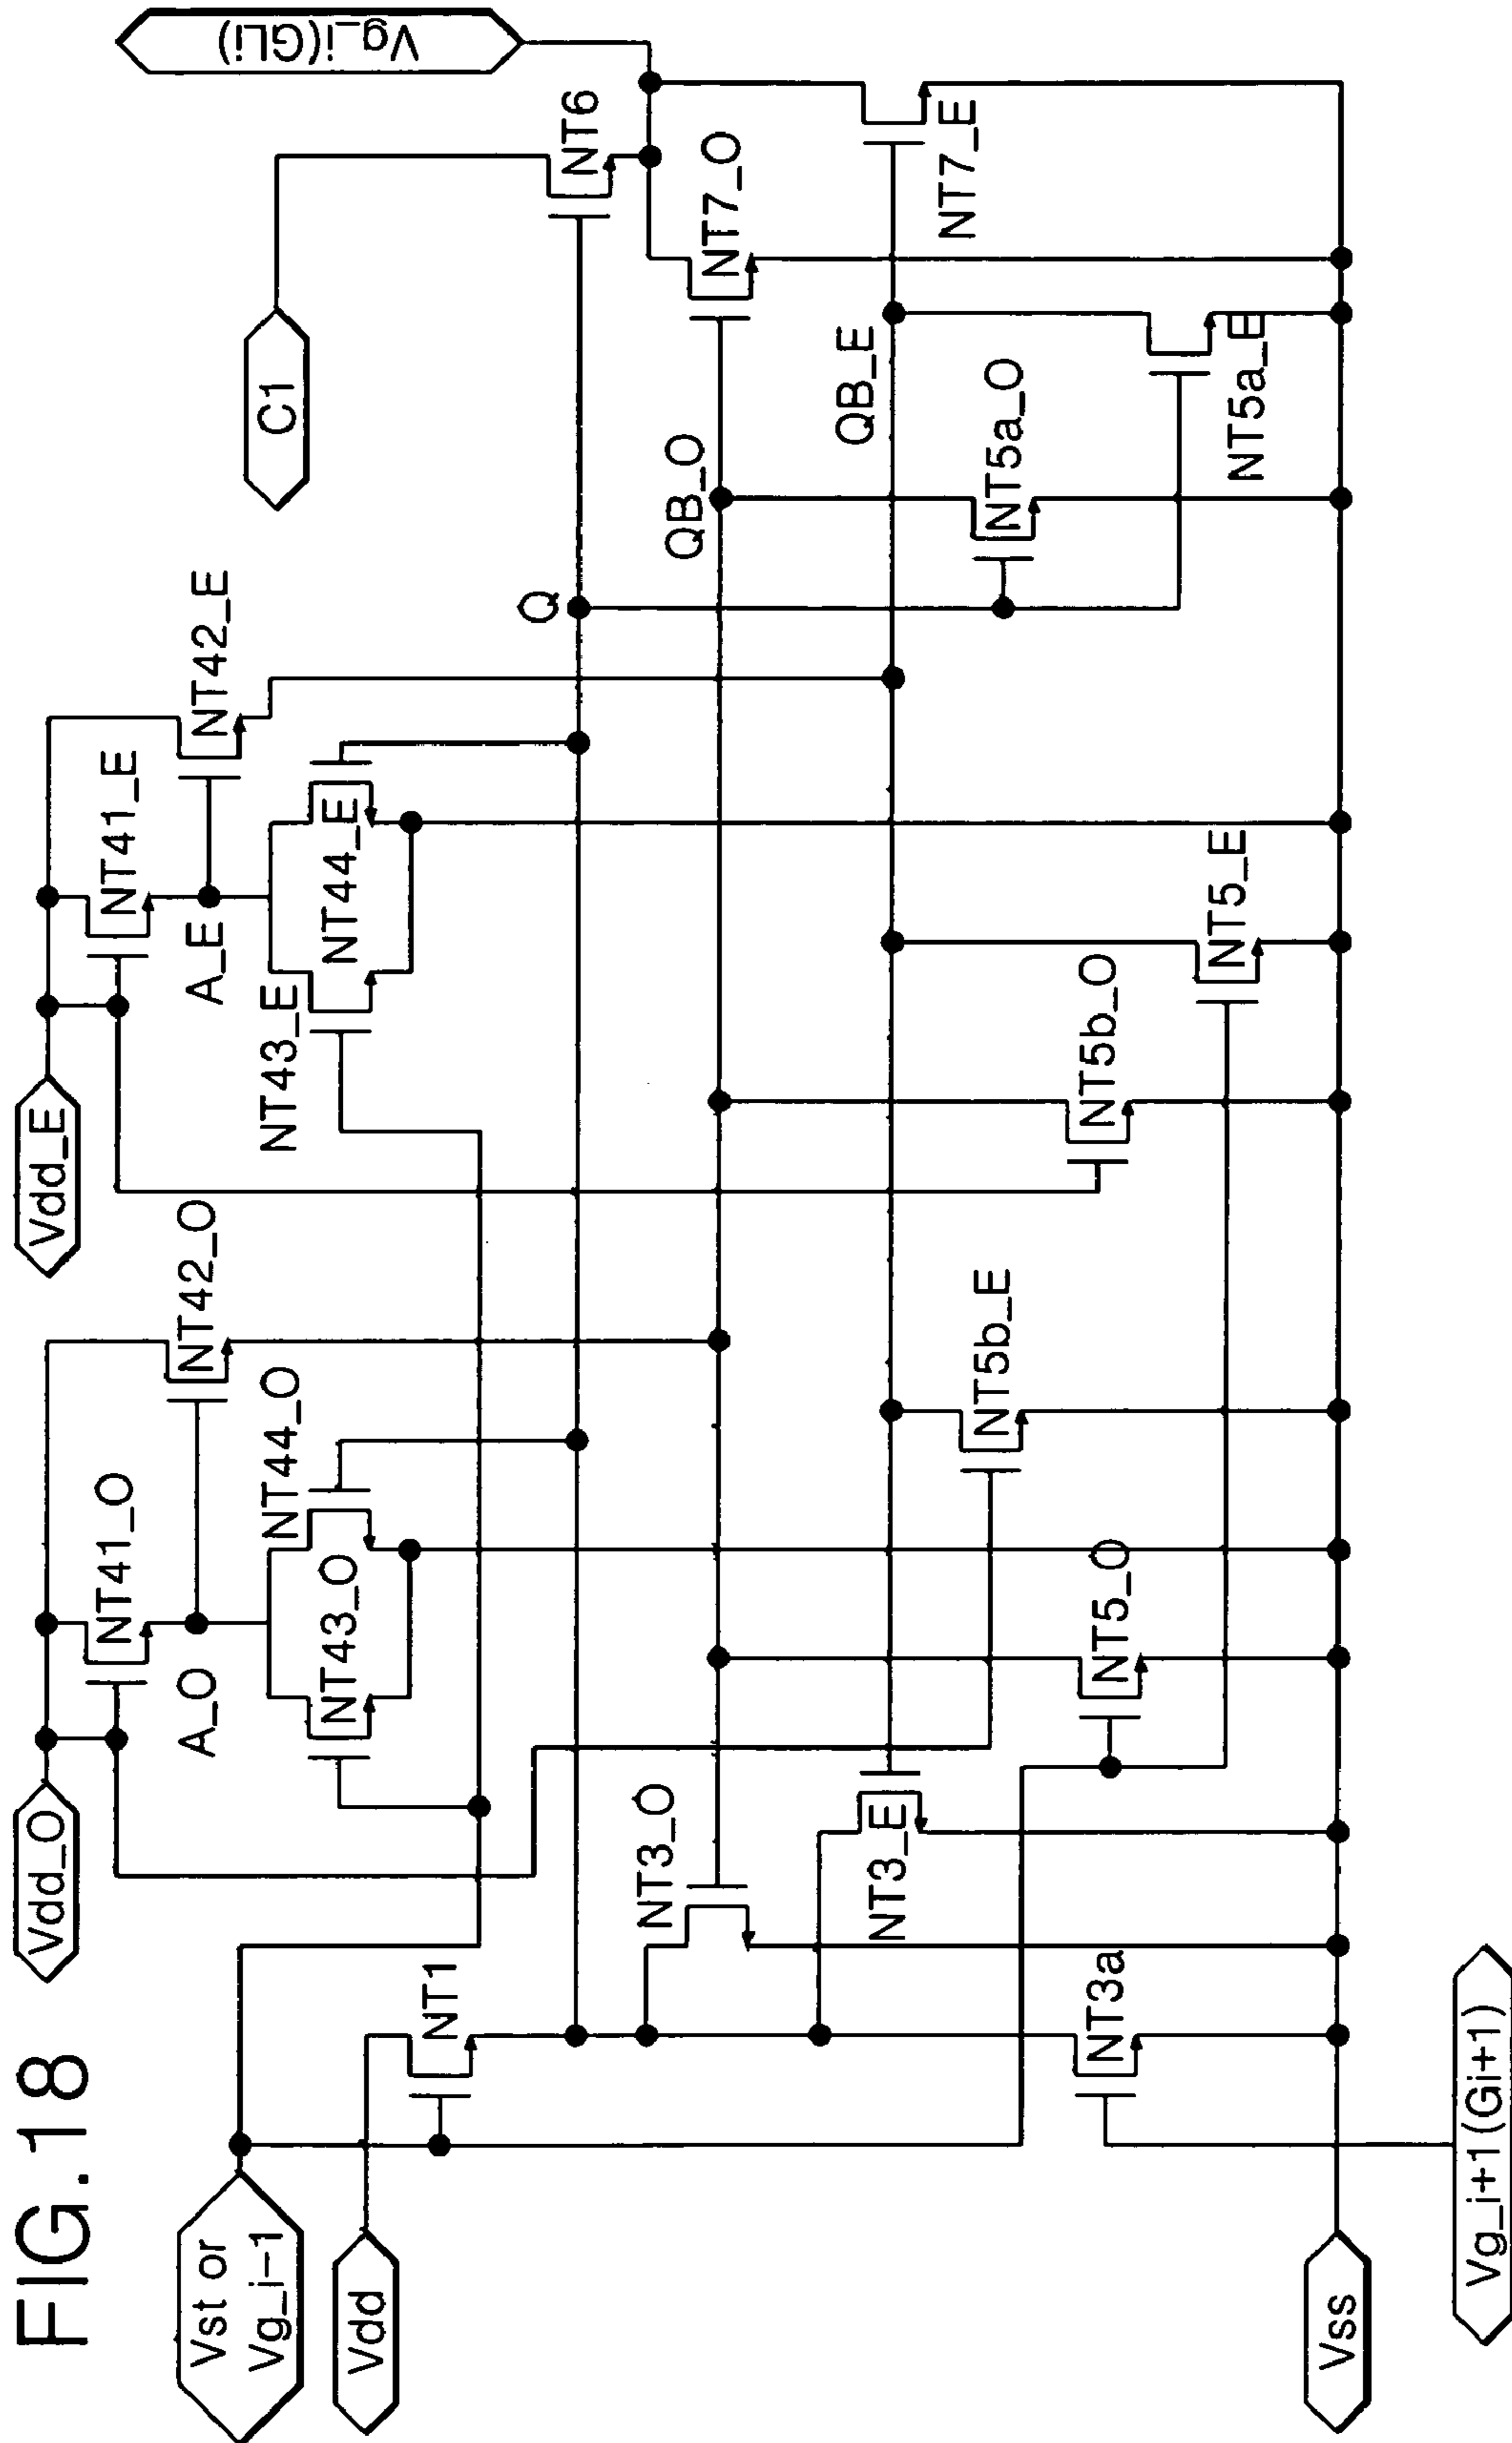 FIG.18
Vst or
Vg_i-1
Vdd
Vss
Vg_i+1(Gi+1)
Vdd_O
Vdd_E
C1
Vg_i(GLi)
NT1
NT3a
NT3_O
NT3_E
NT41_O
A_O
NT42_O
NT43_O
NT44_O
NT5_O
NT5b_E
NT41_E
A_E
NT42_E
NT43_E
NT44_E
NT5b_O
NT5_E
Q
QB_O
QB_E
NT5a_O
NT5a_E
NT6
NT7_O
NT7_E